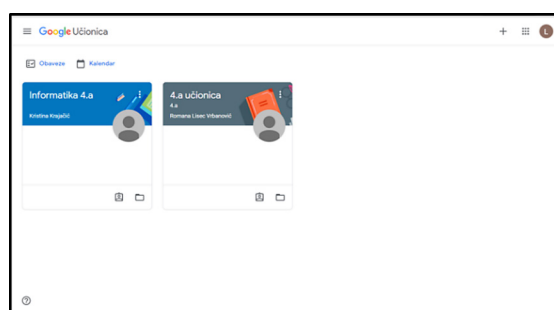 Google Učionica
L
Obaveze Kalendar
Informatika 4.a
Kristina Krajačić
4.a učionica
4.a
Romana Lisec Vrbanović